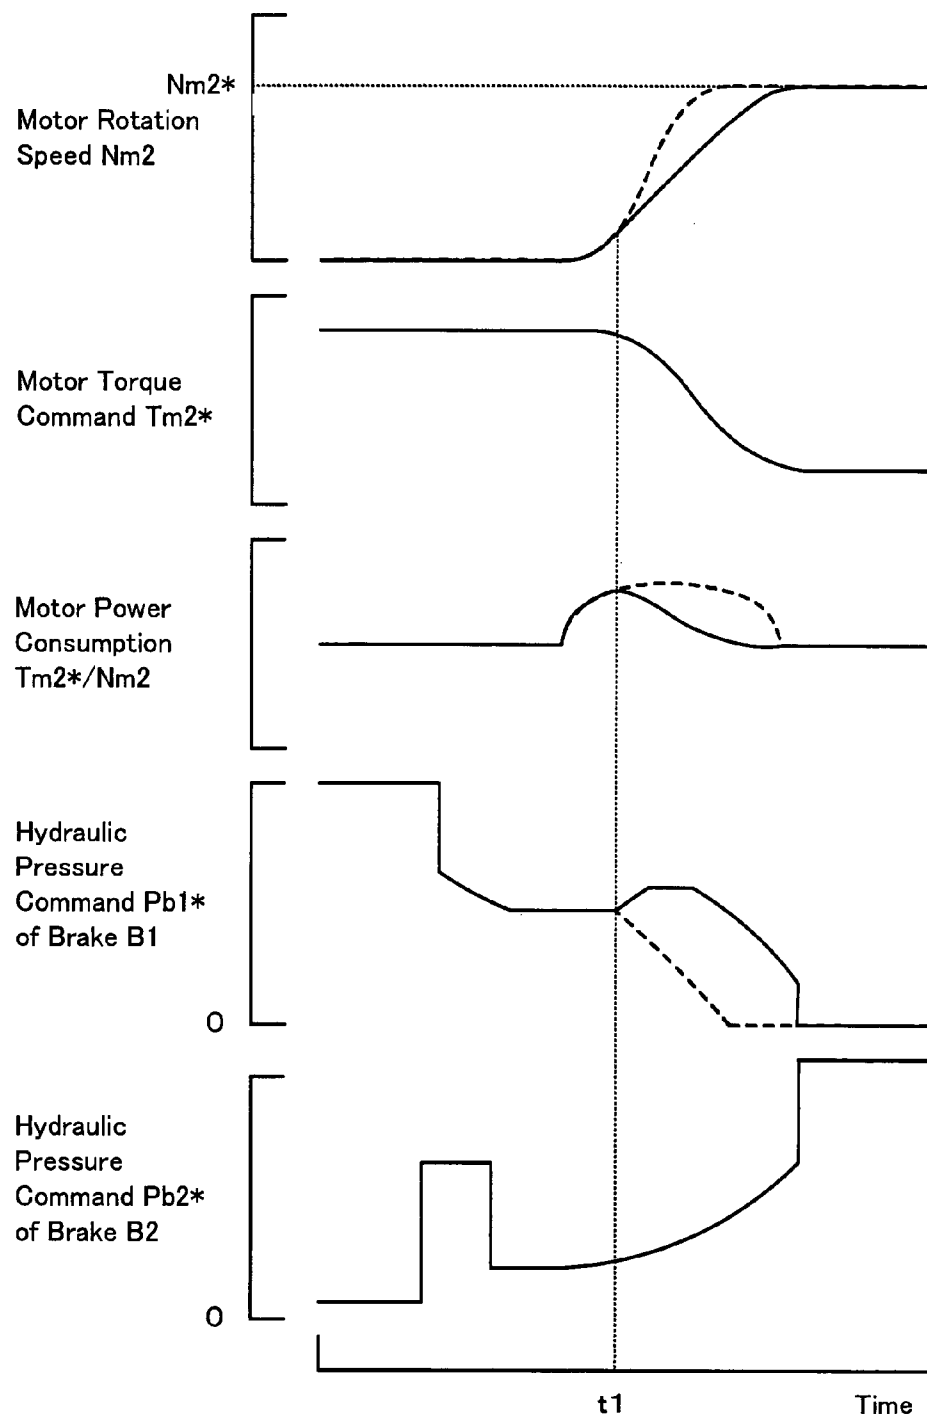 Nm2*
Motor Rotation
Speed Nm2
Motor Torque
Command Tm2*
Motor Power
Consumption
Tm2*/Nm2
Hydraulic
Pressure
Command Pb1*
of Brake B1
0
Hydraulic
Pressure
Command Pb2*
of Brake B2
0
t1 Time